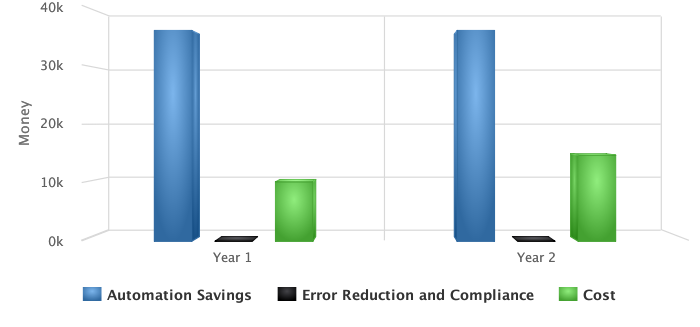 40k
30k
20k
10k
0k
Money
Year 1
Year 2
Automation Savings
Error Reduction and Compliance
Cost